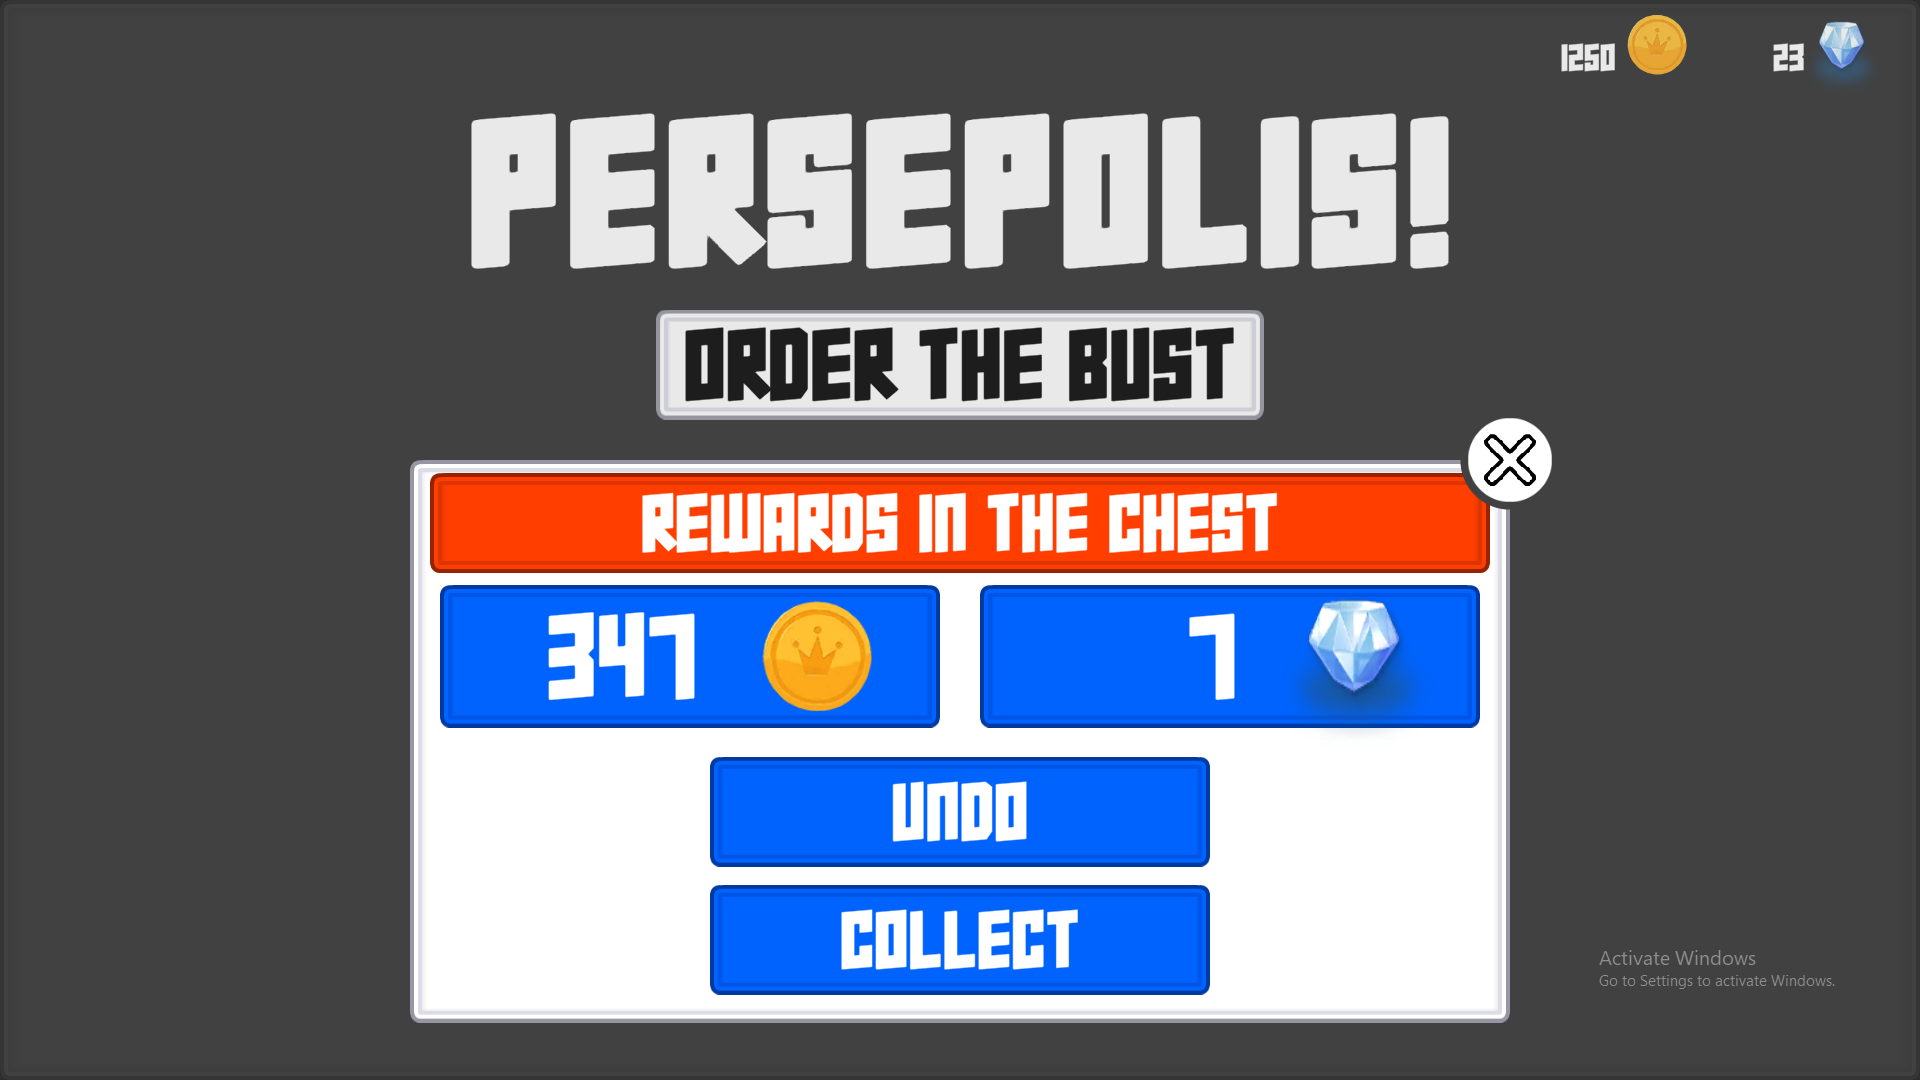 1250
23
PERSEPOLIS!
ORDER THE BUST
REWARDS IN THE CHEST
347
7
UNDO
COLLECT
Activate Windows
Go to Settings to activate Windows.